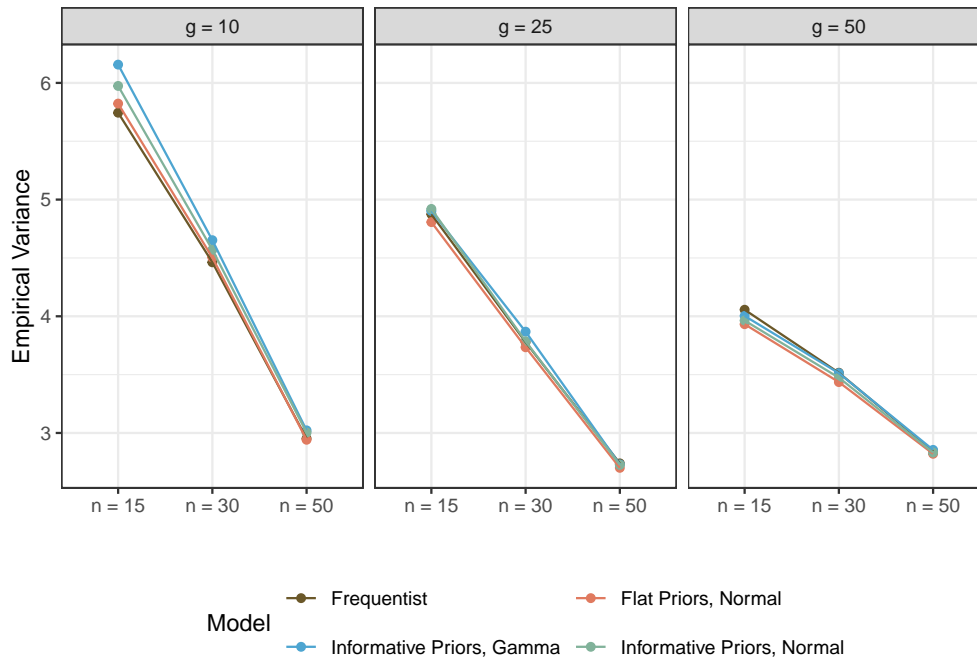 g = 10
g = 25
g = 50
Empirical Variance
6
5
4
3
n = 15
n = 30
n = 50
n = 15
n = 30
n = 50
n = 15
n = 30
n = 50
Model
Frequentist
Flat Priors, Normal
Informative Priors, Gamma
Informative Priors, Normal